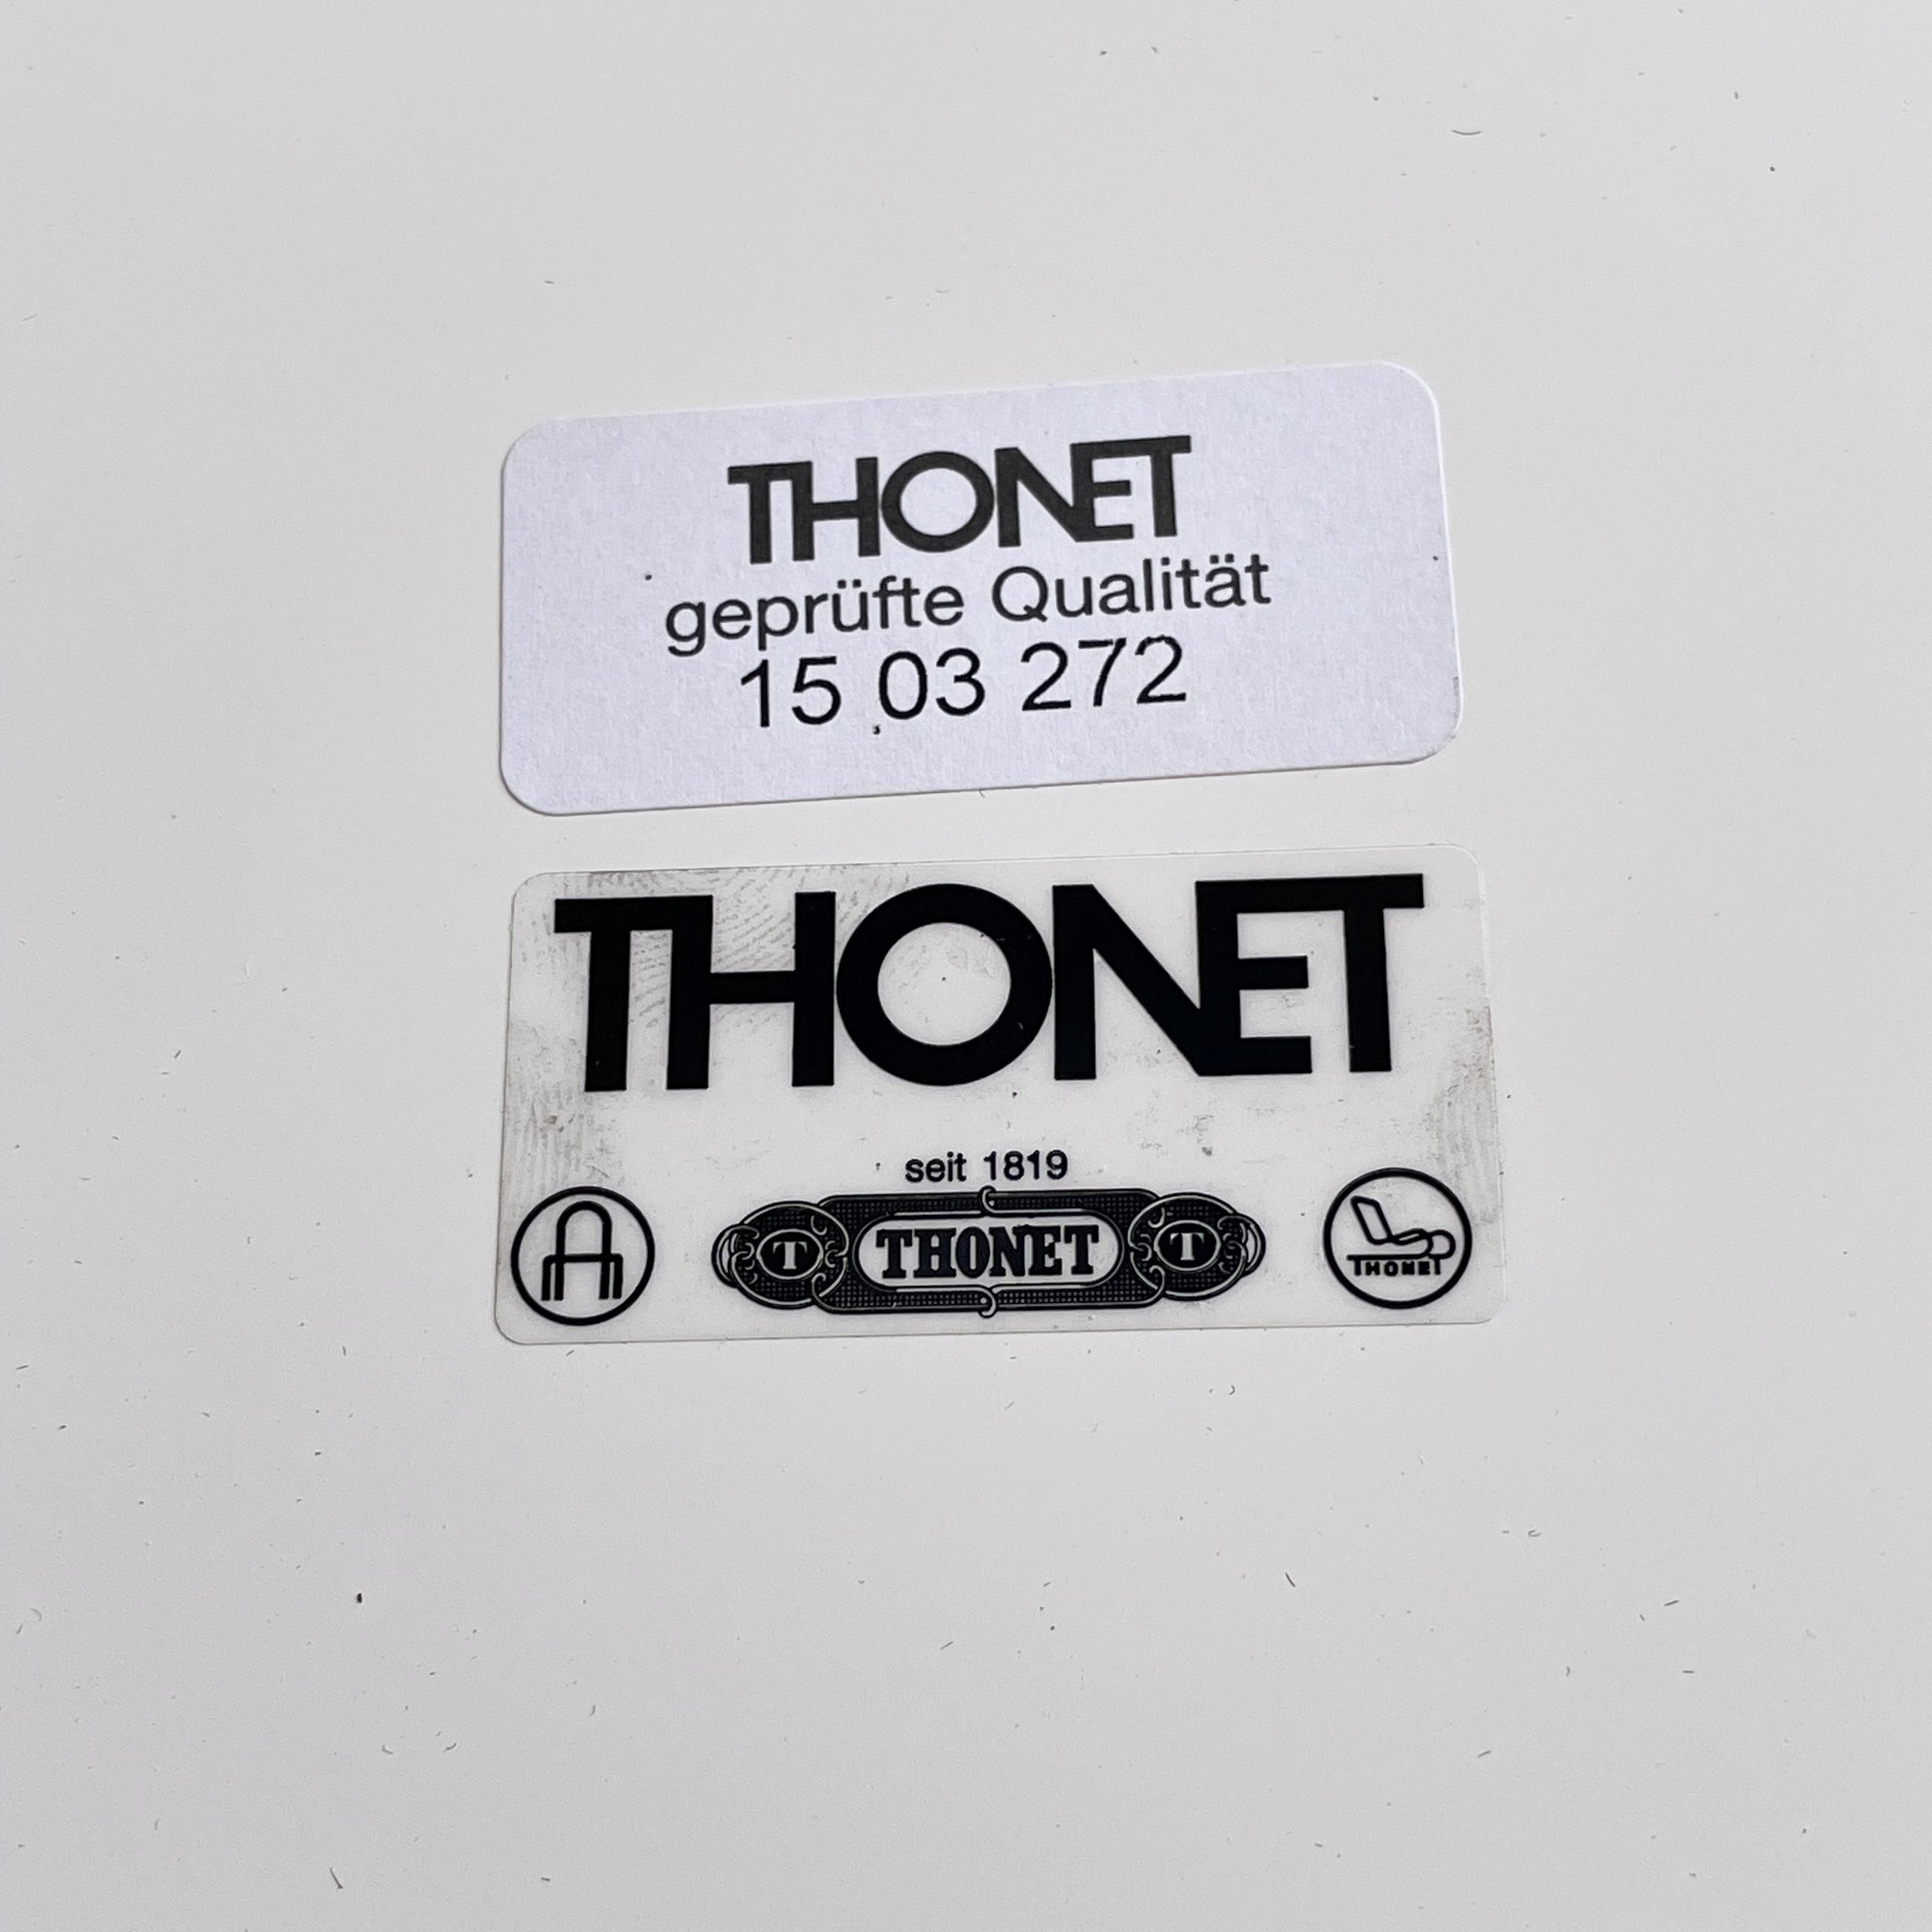 THONET
geprüfte Qualität
15 03 272
THONET
seit 1819
T THONET T
THONET